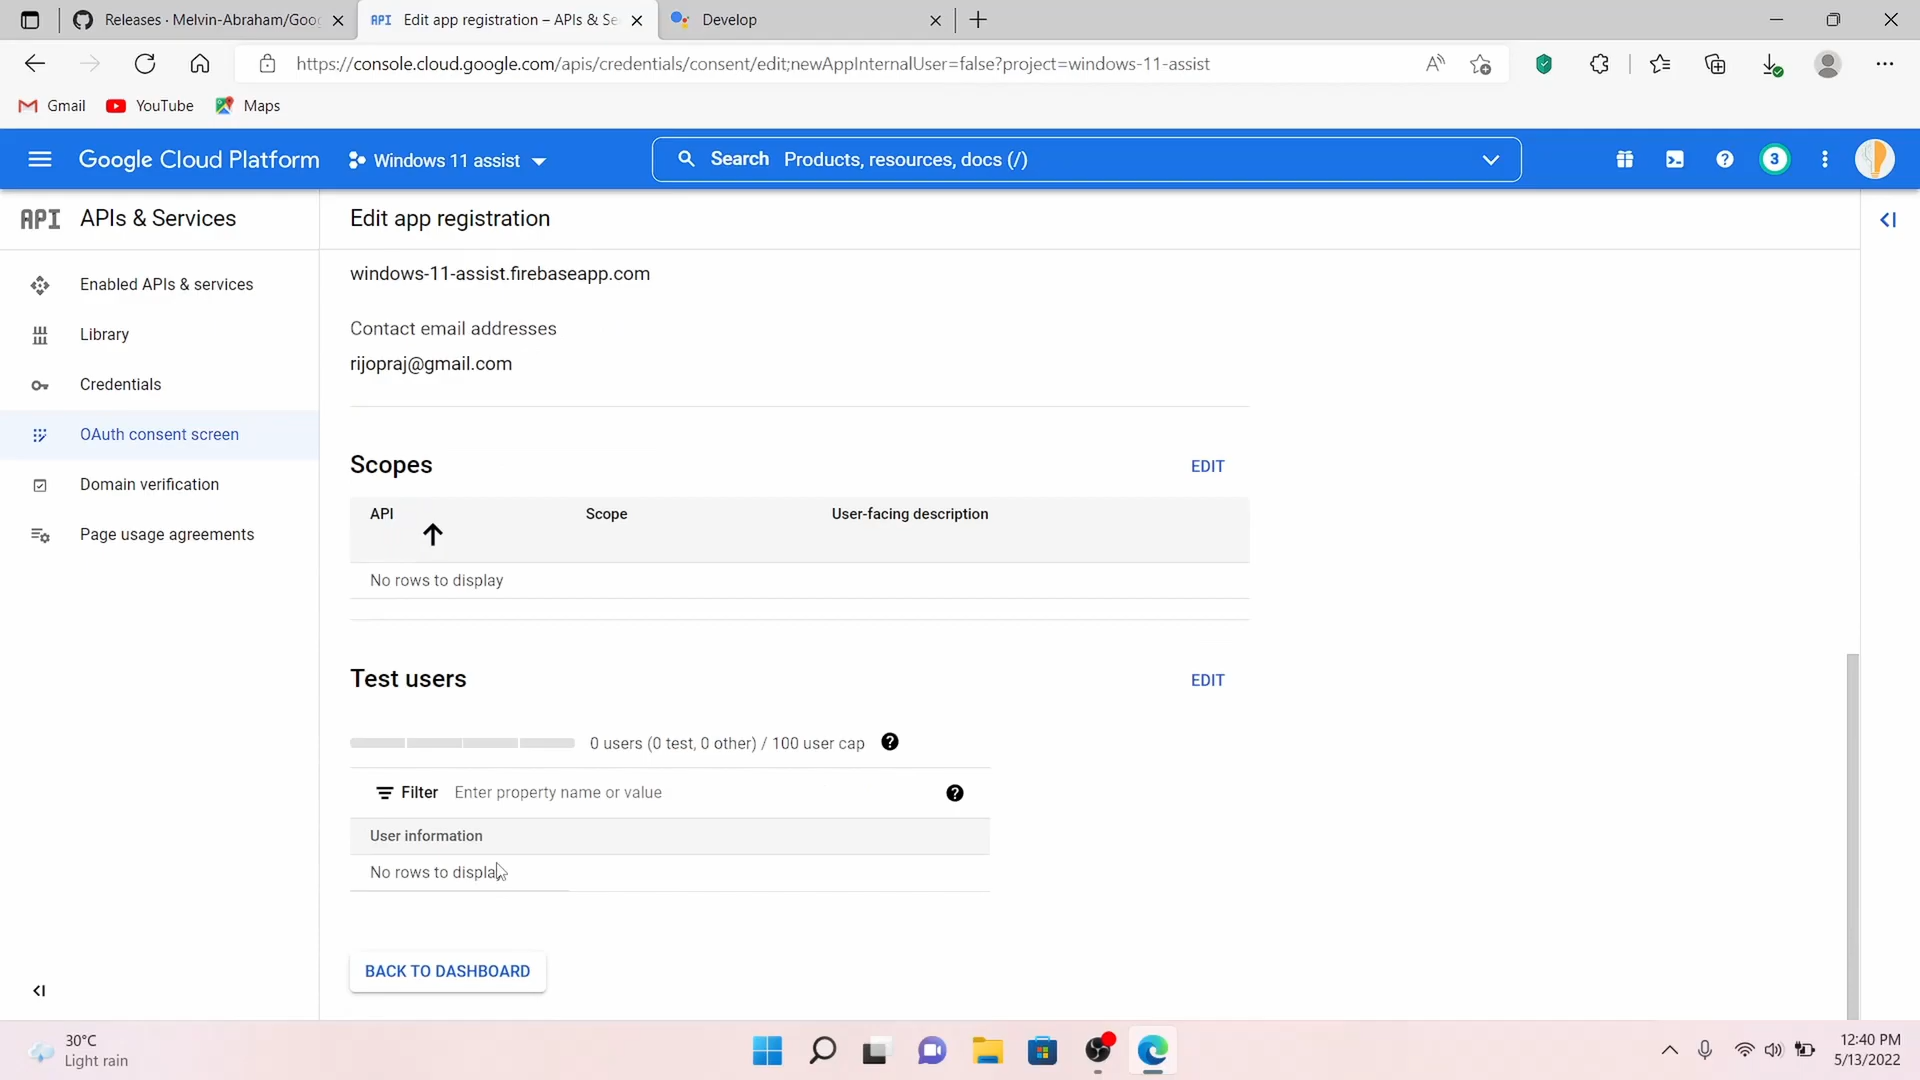 Releases · Melvin-Abraham/Goog
API Edit app registration – APIs & Se
Develop
https://console.cloud.google.com/apis/credentials/consent/edit;newAppInternalUser=false?project=windows-11-assist
Gmail
YouTube
Maps
Google Cloud Platform
Windows 11 assist
Search Products, resources, docs (/)
3
API APIs & Services
Edit app registration
Enabled APIs & services
Library
Credentials
OAuth consent screen
Domain verification
Page usage agreements
windows-11-assist.firebaseapp.com
Contact email addresses
rijopraj@gmail.com
Scopes
EDIT
API
Scope
User-facing description
No rows to display
Test users
EDIT
0 users (0 test, 0 other) / 100 user cap
Filter Enter property name or value
User information
No rows to display
BACK TO DASHBOARD
30°C
Light rain
12:40 PM
5/13/2022